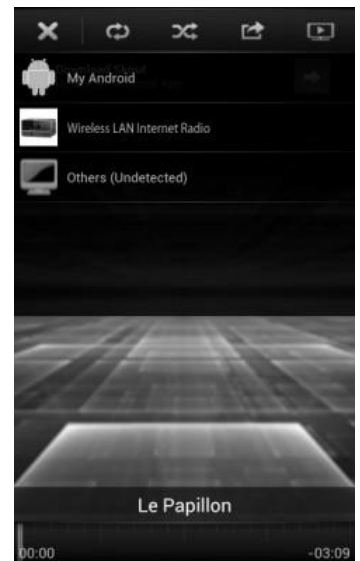 My Android
Wireless LAN Internet Radio
Others (Undetected)
Le Papillon
00:00
-03:09